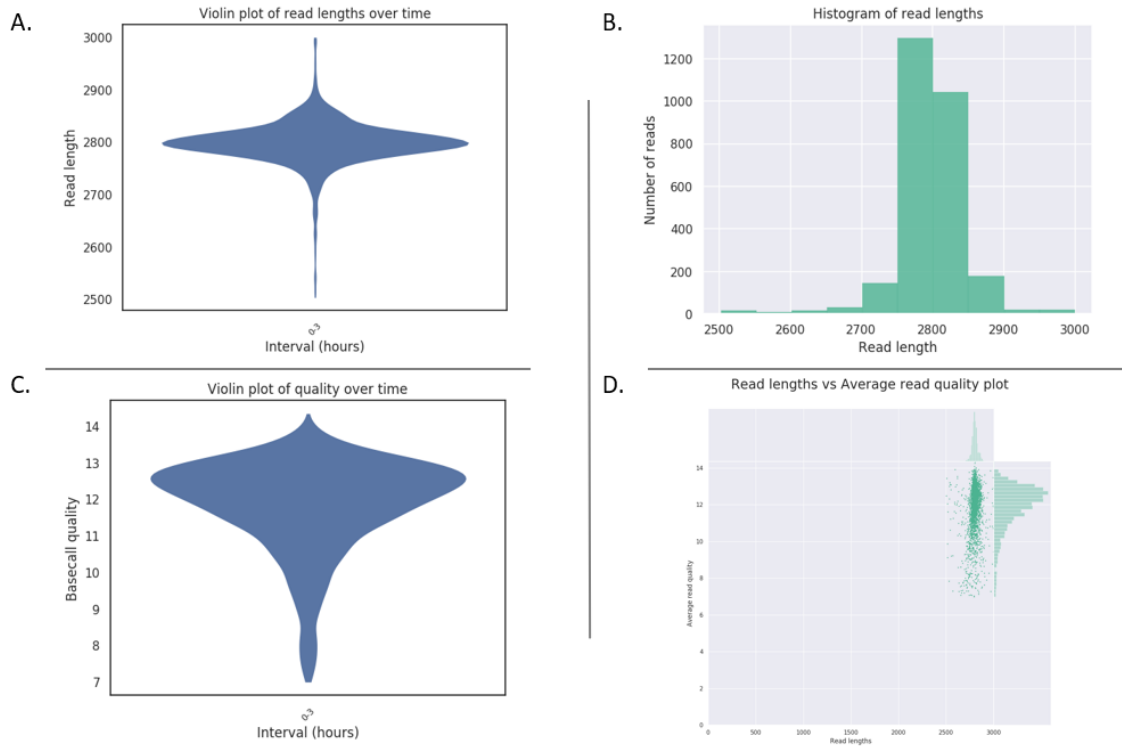 A.
Violin plot of read lengths over time
3000
2900
2800
2700
2600
2500
Read length
0-3
Interval (hours)
B.
Histogram of read lengths
1200
1000
800
600
400
200
0
Number of reads
2500 2600 2700 2800 2900 3000
Read length
C.
Violin plot of quality over time
14
13
12
11
10
9
8
7
Basecall quality
0-3
Interval (hours)
D.
Read lengths vs Average read quality plot
14
12
10
8
6
4
2
0
Average read quality
0 500 1000 1500 2000 2500 3000
Read lengths